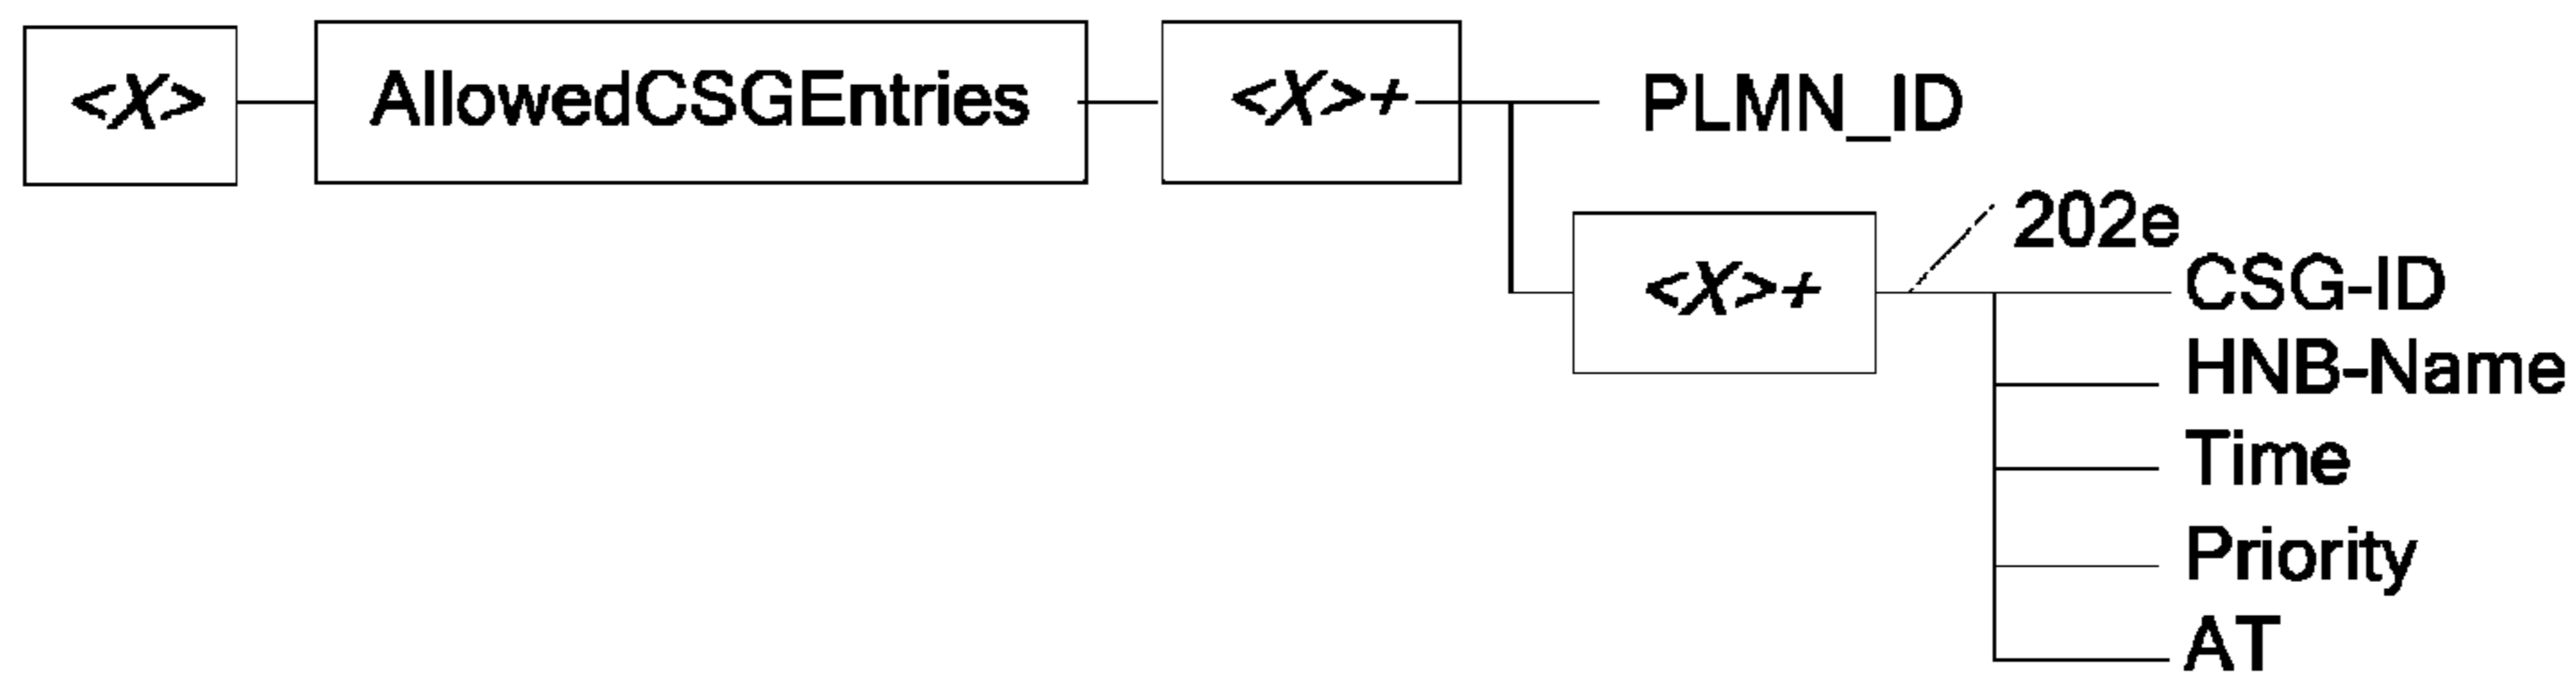 <X>
AllowedCSGEntries
<X>+
PLMN_ID
<X>+
202e
CSG-ID
HNB-Name
Time
Priority
AT